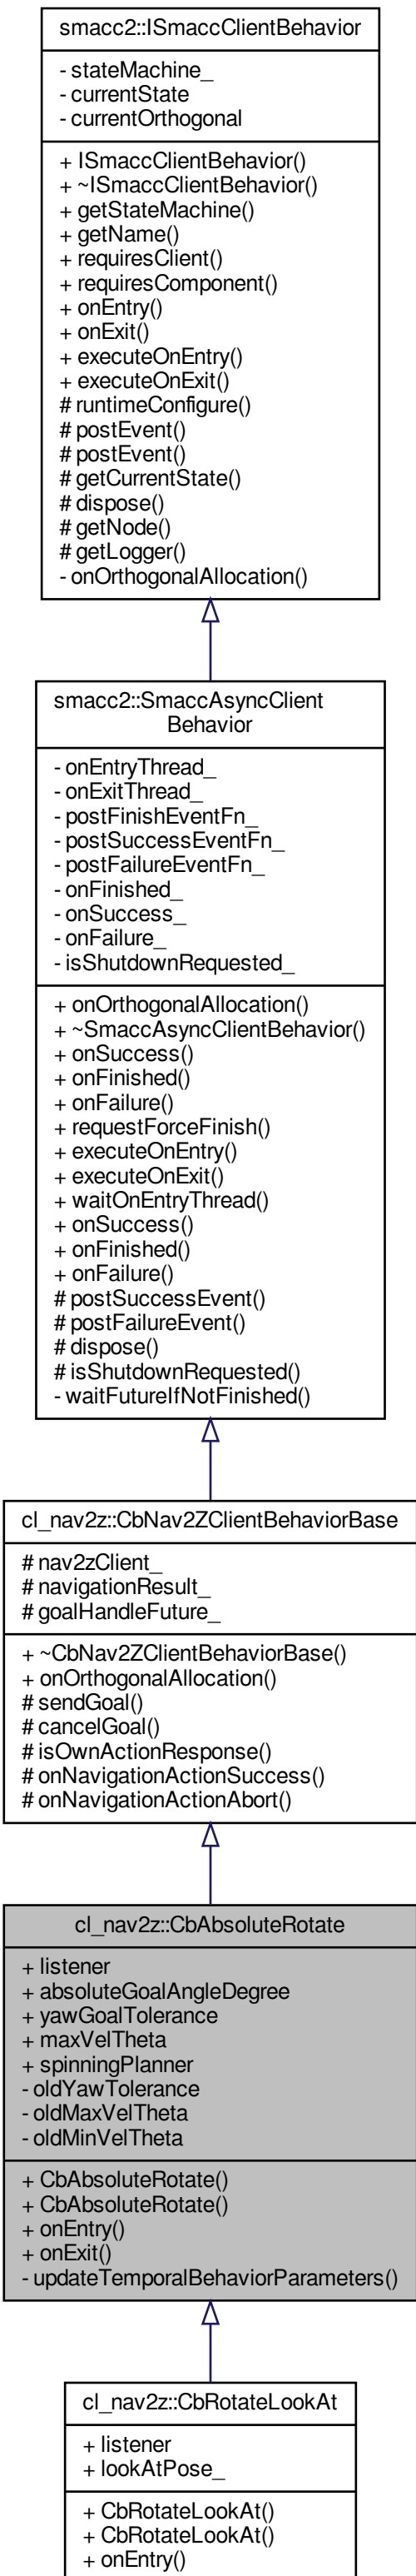 smacc2::ISmaccClientBehavior
- stateMachine_
- currentState
- currentOrthogonal
+ ISmaccClientBehavior()
+ ~ISmaccClientBehavior()
+ getStateMachine()
+ getName()
+ requiresClient()
+ requiresComponent()
+ onEntry()
+ onExit()
+ executeOnEntry()
+ executeOnExit()
# runtimeConfigure()
# postEvent()
# postEvent()
# getCurrentState()
# dispose()
# getNode()
# getLogger()
- onOrthogonalAllocation()
smacc2::SmaccAsyncClient
Behavior
- onEntryThread_
- onExitThread_
- postFinishEventFn_
- postSuccessEventFn_
- postFailureEventFn_
- onFinished_
- onSuccess_
- onFailure_
- isShutdownRequested_
+ onOrthogonalAllocation()
+ ~SmaccAsyncClientBehavior()
+ onSuccess()
+ onFinished()
+ onFailure()
+ requestForceFinish()
+ executeOnEntry()
+ executeOnExit()
+ waitOnEntryThread()
+ onSuccess()
+ onFinished()
+ onFailure()
# postSuccessEvent()
# postFailureEvent()
# dispose()
# isShutdownRequested()
- waitFutureIfNotFinished()
cl_nav2z::CbNav2ZClientBehaviorBase
# nav2zClient_
# navigationResult_
# goalHandleFuture_
+ ~CbNav2ZClientBehaviorBase()
+ onOrthogonalAllocation()
# sendGoal()
# cancelGoal()
# isOwnActionResponse()
# onNavigationActionSuccess()
# onNavigationActionAbort()
cl_nav2z::CbAbsoluteRotate
+ listener
+ absoluteGoalAngleDegree
+ yawGoalTolerance
+ maxVelTheta
+ spinningPlanner
- oldYawTolerance
- oldMaxVelTheta
- oldMinVelTheta
+ CbAbsoluteRotate()
+ CbAbsoluteRotate()
+ onEntry()
+ onExit()
- updateTemporalBehaviorParameters()
cl_nav2z::CbRotateLookAt
+ listener
+ lookAtPose_
+ CbRotateLookAt()
+ CbRotateLookAt()
+ onEntry()